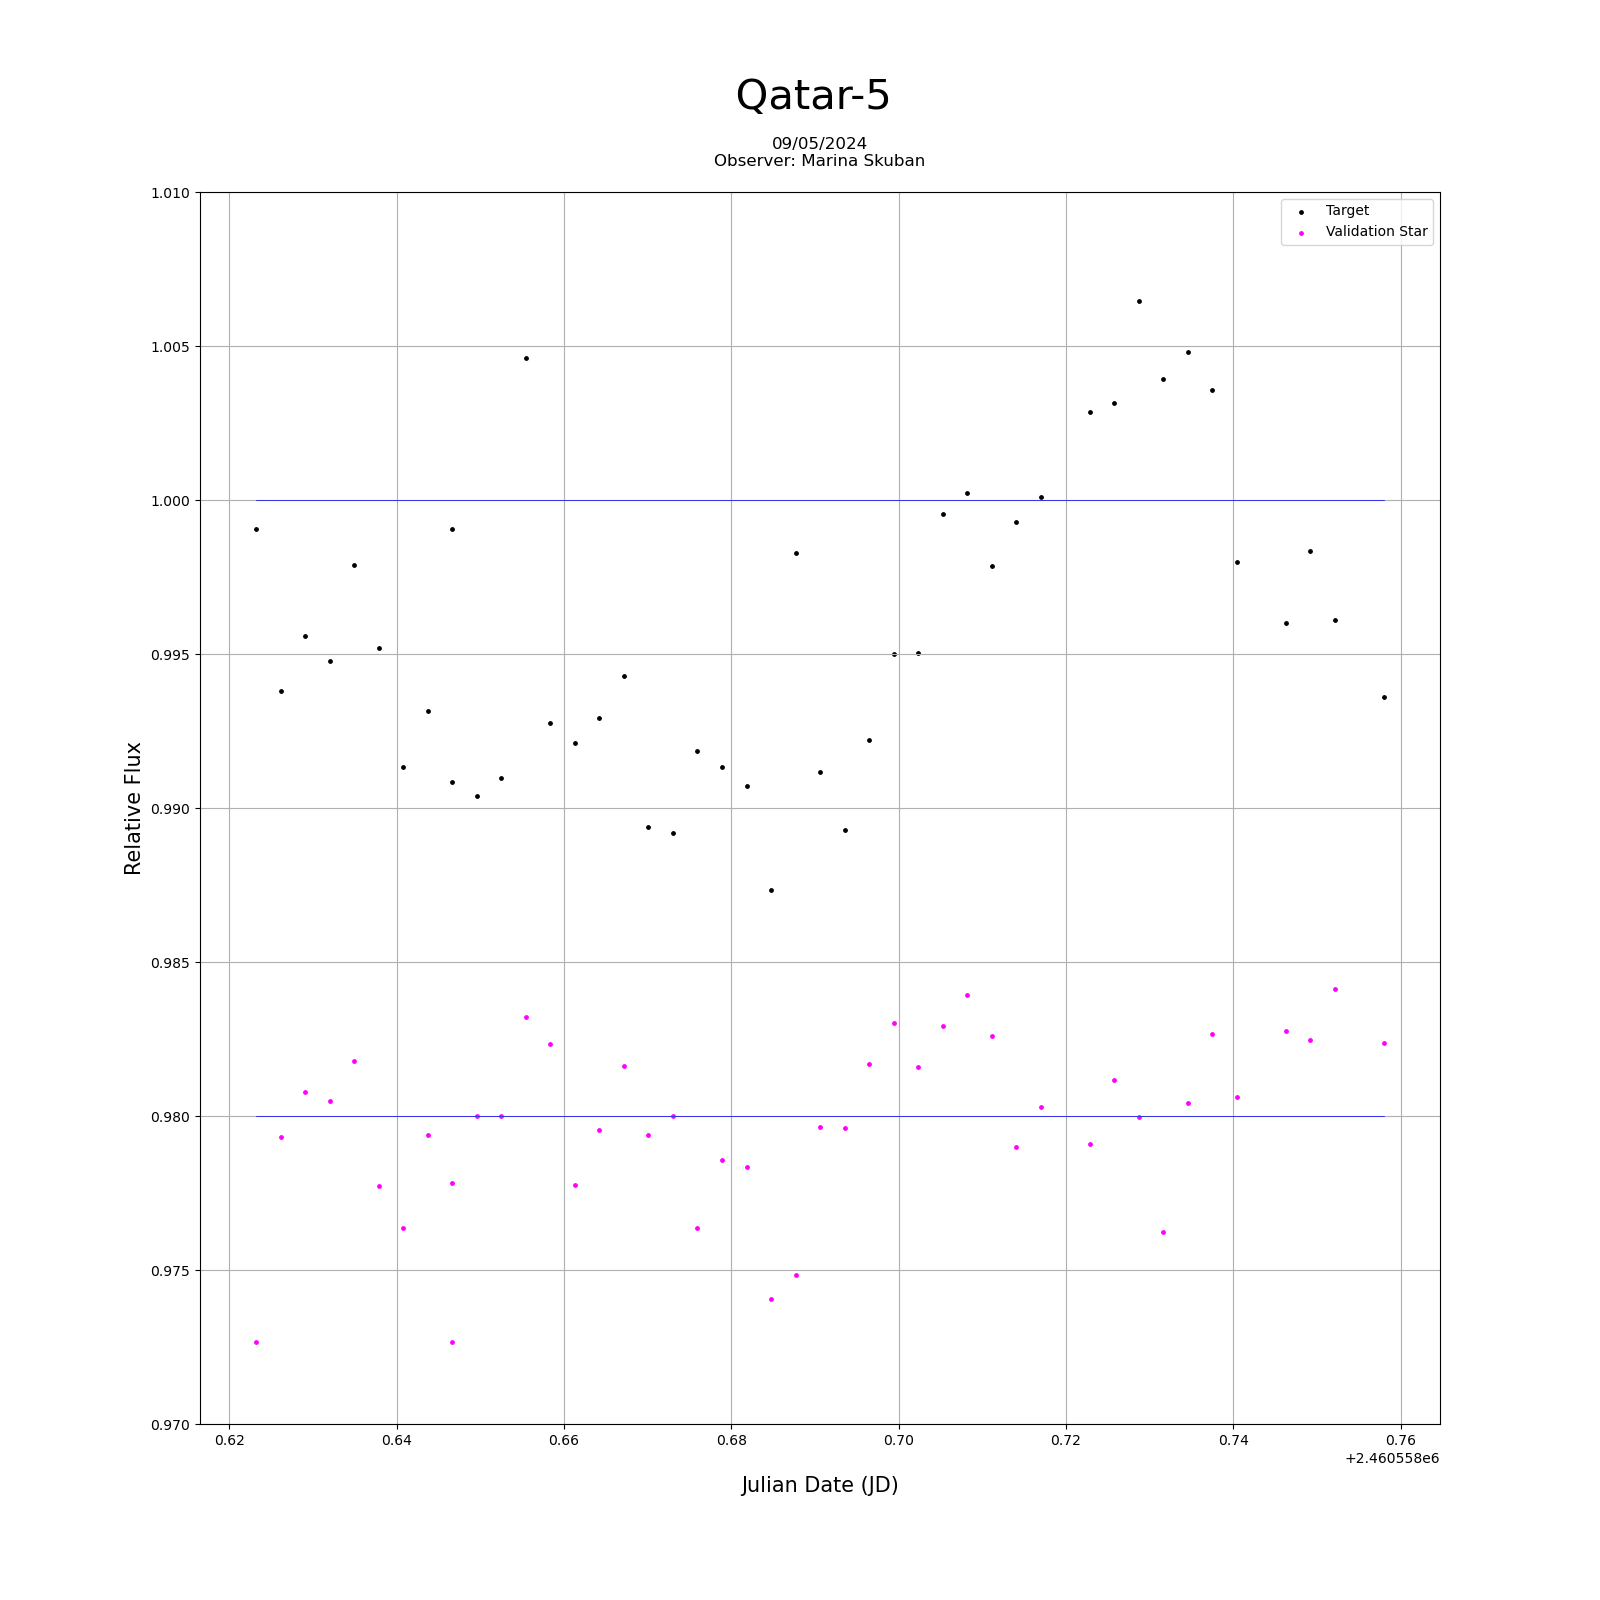 Qatar-5
09/05/2024
Observer: Marina Skuban
Target
Validation Star
1.010
1.005
1.000
0.995
0.990
0.985
0.980
0.975
0.970
Relative Flux
0.62 0.64 0.66 0.68 0.70 0.72 0.74 0.76
+2.460558e6
Julian Date (JD)